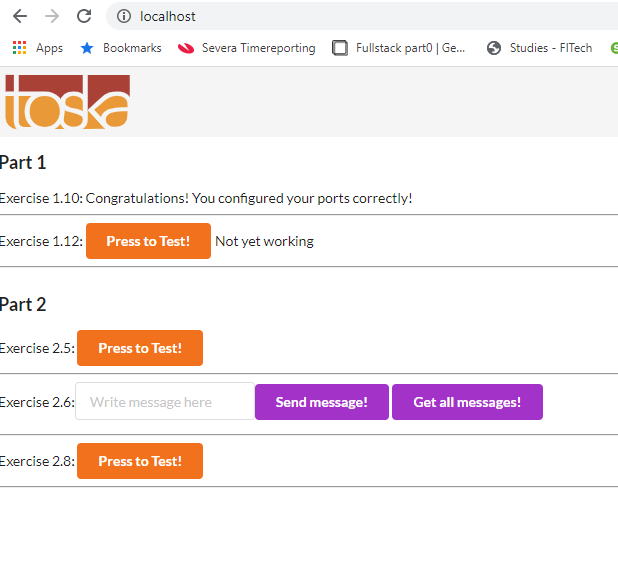 localhost
Apps Bookmarks Severa Timereporting Fullstack part0 | Ge... Studies - FITech
toska
Part 1
Exercise 1.10: Congratulations! You configured your ports correctly!
Exercise 1.12: Press to Test! Not yet working
Part 2
Exercise 2.5: Press to Test!
Exercise 2.6: Write message here Send message! Get all messages!
Exercise 2.8: Press to Test!